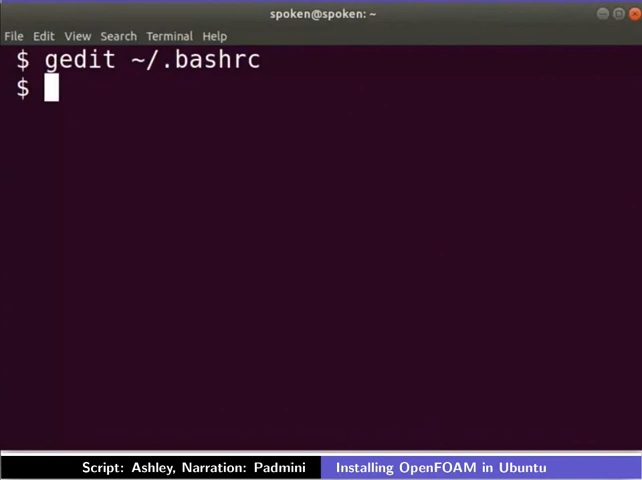 spoken@spoken: ~
File Edit View Search Terminal Help
$ gedit ~/.bashrc
$
Script: Ashley, Narration: Padmini Installing OpenFOAM in Ubuntu